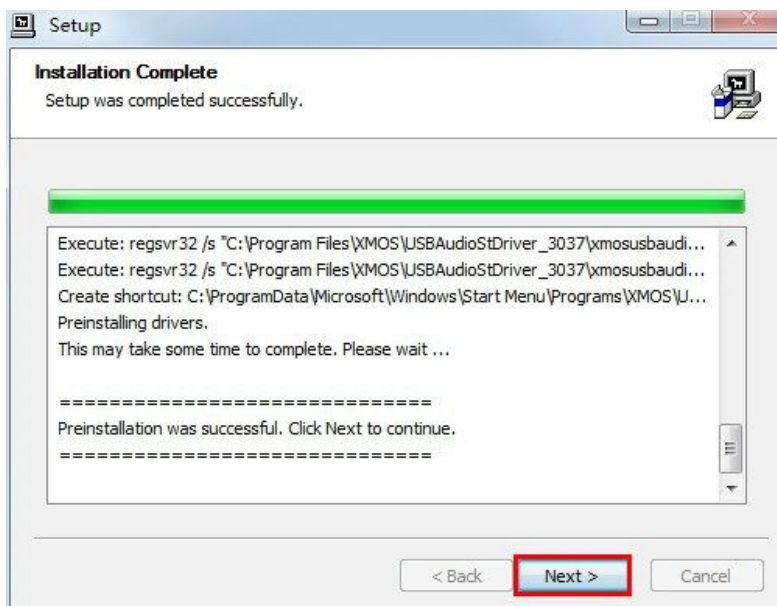 Setup
Installation Complete
Setup was completed successfully.
Execute: regsvr32 /s "C:\Program Files\XMOS\USBAudioStDriver_3037\xmosusbaudi...
Execute: regsvr32 /s "C:\Program Files\XMOS\USBAudioStDriver_3037\xmosusbaudi...
Create shortcut: C:\ProgramData\Microsoft\Windows\Start Menu\Programs\XMOS\U...
Preinstalling drivers.
This may take some time to complete. Please wait ...
==============================
Preinstallation was successful. Click Next to continue.
==============================
< Back Next > Cancel